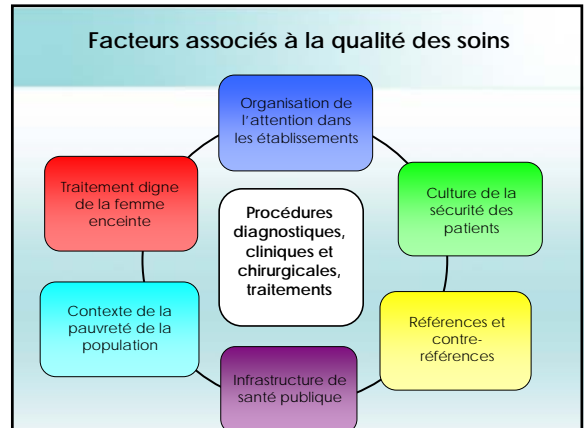 Facteurs associés à la qualité des soins
Organisation de
l'attention dans
les établissements
Traitement digne
de la femme
enceinte
Culture de la
sécurité des
patients
Procédures
diagnostiques,
cliniques et
chirurgicales,
traitements
Contexte de la
pauvreté de la
population
Références et
contre-
références
Infrastructure de
santé publique